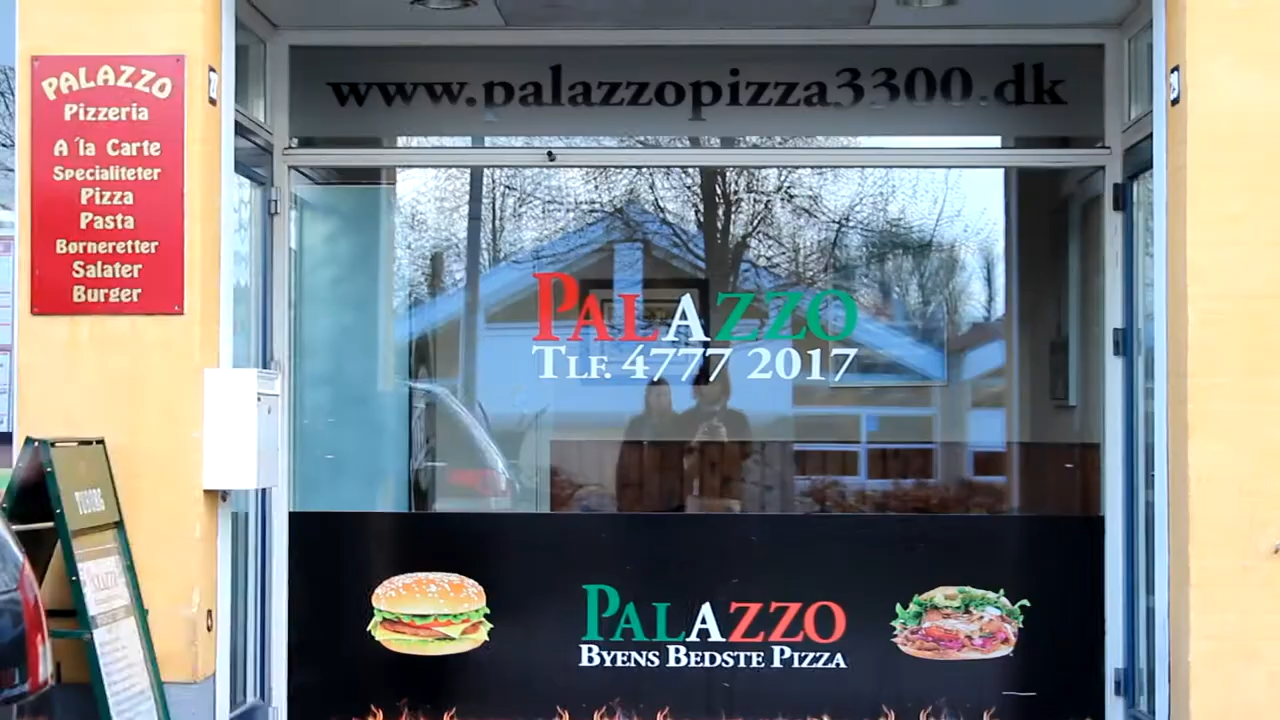 PALAZZO
Pizzeria
A ´la Carte
Specialiteter
Pizza
Pasta
Børneretter
Salater
Burger
www.palazzopizza3300.dk
PALAZZO
TLF. 4777 2017
TUBORG
PALAZZO
BYENS BEDSTE PIZZA